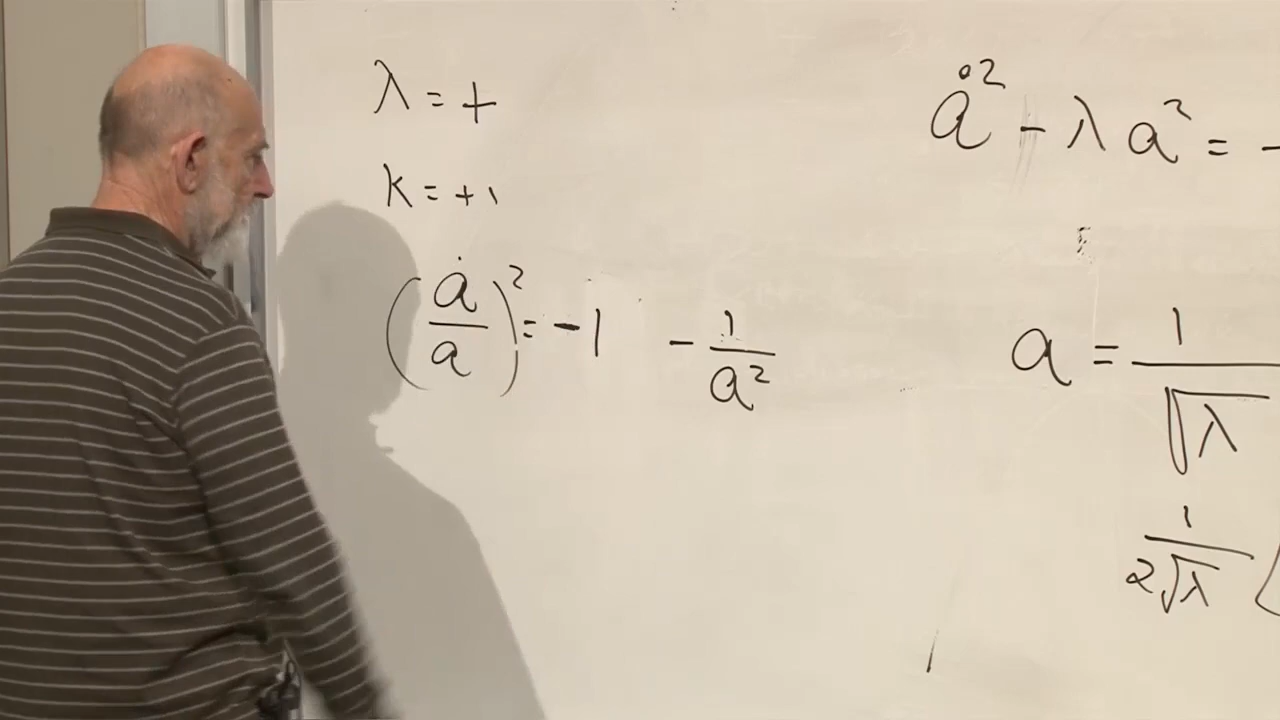 λ = +
k = +1
(ȧ/a)² = -1 - 1/a²
ȧ² - λa² = -
a = 1/√λ
1/(2√λ) (